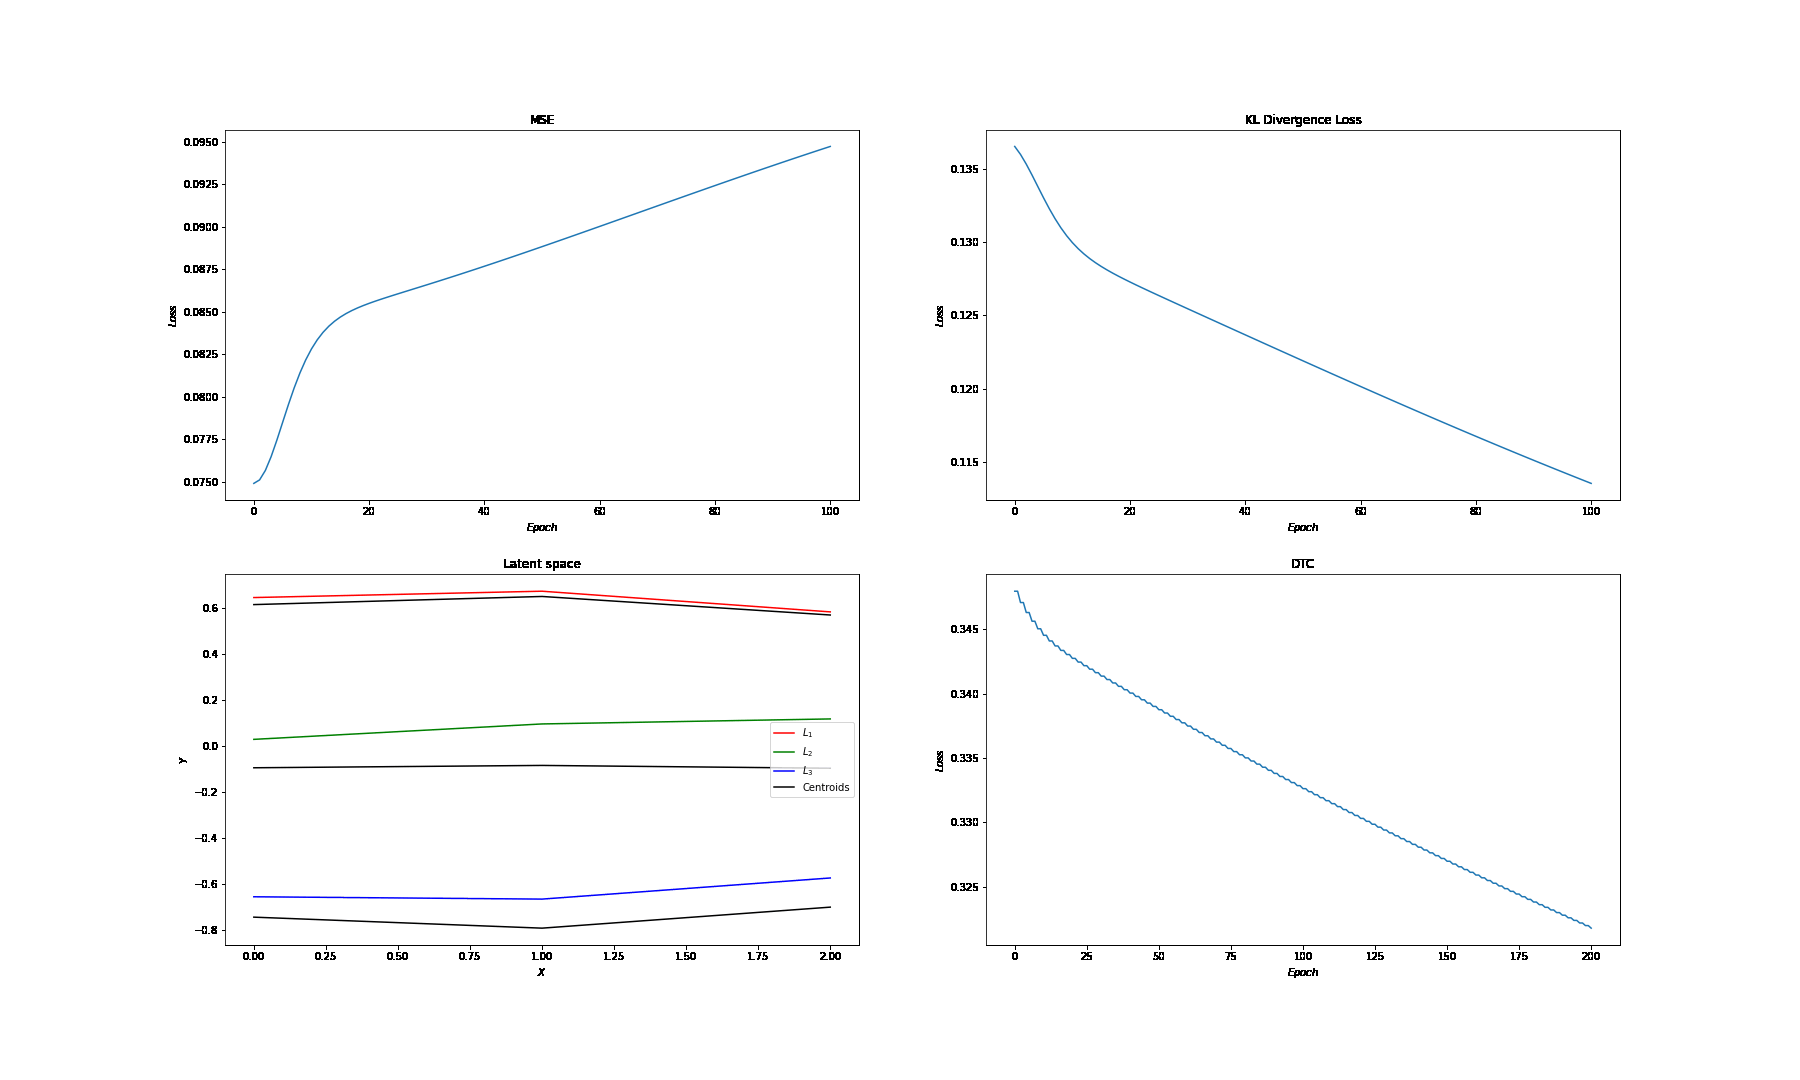 MSE
0.0950
0.0925
0.0900
0.0875
0.0850
0.0825
0.0800
0.0775
0.0750
Loss
0 20 40 60 80 100
Epoch
KL Divergence Loss
0.135
0.130
0.125
0.120
0.115
Loss
0 20 40 60 80 100
Epoch
Latent space
0.6
0.4
0.2
0.0
−0.2
−0.4
−0.6
−0.8
Y
L₁
L₂
L₃
Centroids
0.00 0.25 0.50 0.75 1.00 1.25 1.50 1.75 2.00
X
DTC
0.345
0.340
0.335
0.330
0.325
Loss
0 25 50 75 100 125 150 175 200
Epoch